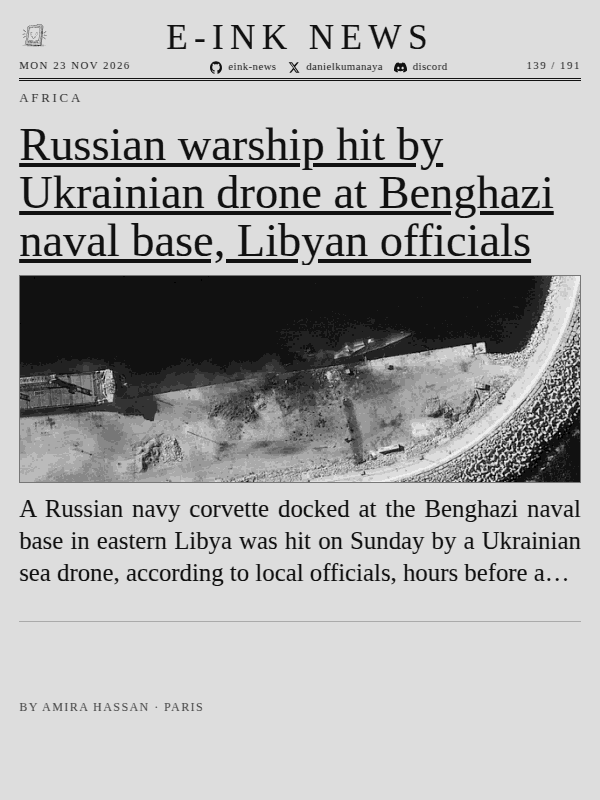 E-INK NEWS
MON 23 NOV 2026
eink-news
danielkumanaya
discord
139 / 191
AFRICA
Russian warship hit by
Ukrainian drone at Benghazi
naval base, Libyan officials
A Russian navy corvette docked at the Benghazi naval
base in eastern Libya was hit on Sunday by a Ukrainian
sea drone, according to local officials, hours before a…
BY AMIRA HASSAN · PARIS